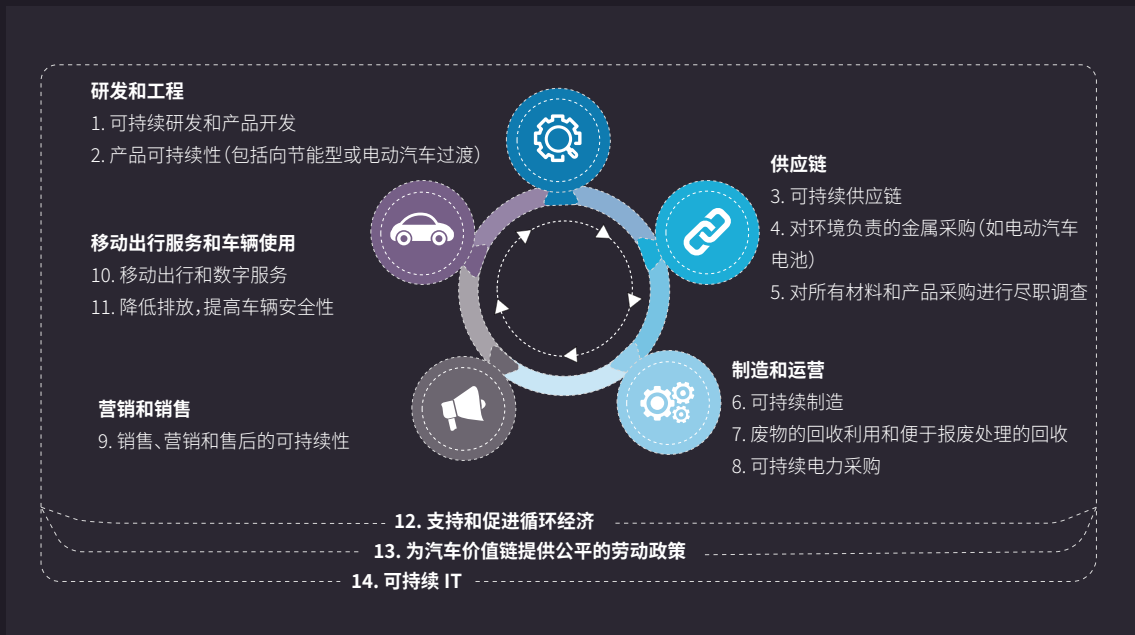 研发和工程
1. 可持续研发和产品开发
2. 产品可持续性（包括向节能型或电动汽车过渡）
供应链
3. 可持续供应链
4. 对环境负责的金属采购（如电动汽车
电池）
5. 对所有材料和产品采购进行尽职调查
制造和运营
6. 可持续制造
7. 废物的回收利用和便于报废处理的回收
8. 可持续电力采购
营销和销售
9. 销售、营销和售后的可持续性
移动出行服务和车辆使用
10. 移动出行和数字服务
11. 降低排放，提高车辆安全性
12. 支持和促进循环经济
13. 为汽车价值链提供公平的劳动政策
14. 可持续 IT